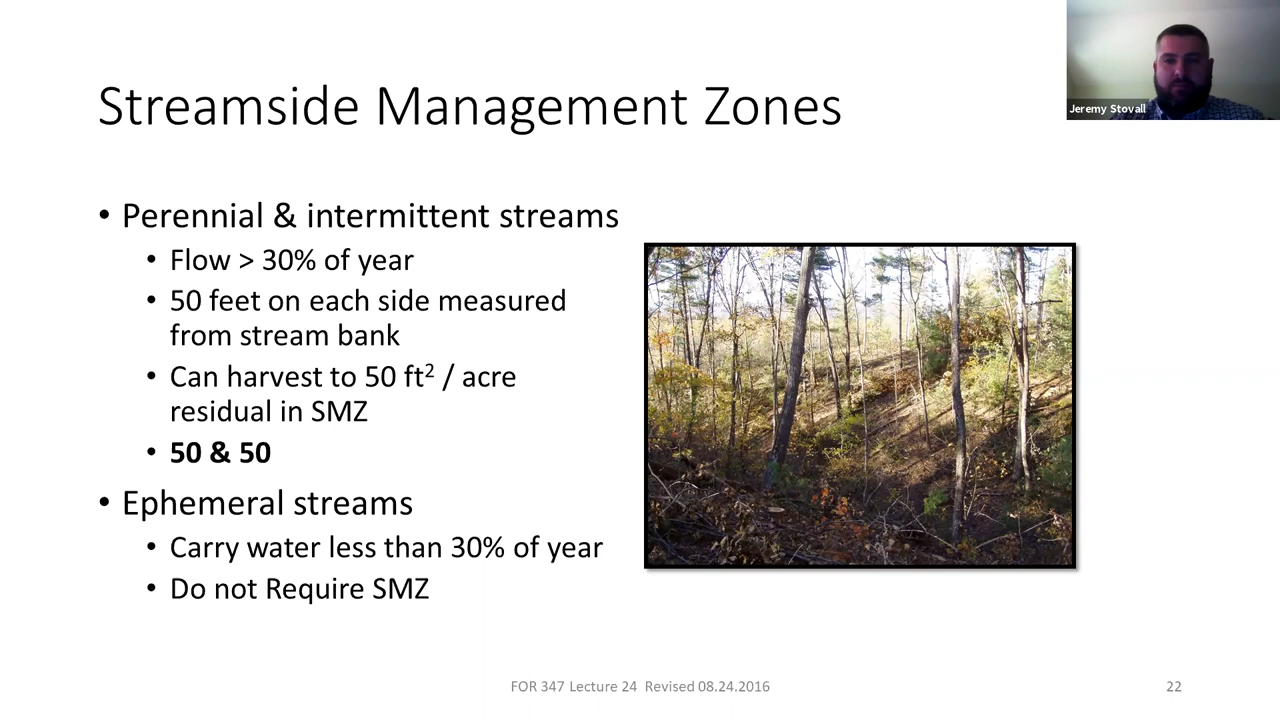 Jeremy Stovall
Streamside Management Zones
• Perennial & intermittent streams
• Flow > 30% of year
• 50 feet on each side measured
from stream bank
• Can harvest to 50 ft² / acre
residual in SMZ
• 50 & 50
• Ephemeral streams
• Carry water less than 30% of year
• Do not Require SMZ
FOR 347 Lecture 24 Revised 08.24.2016
22